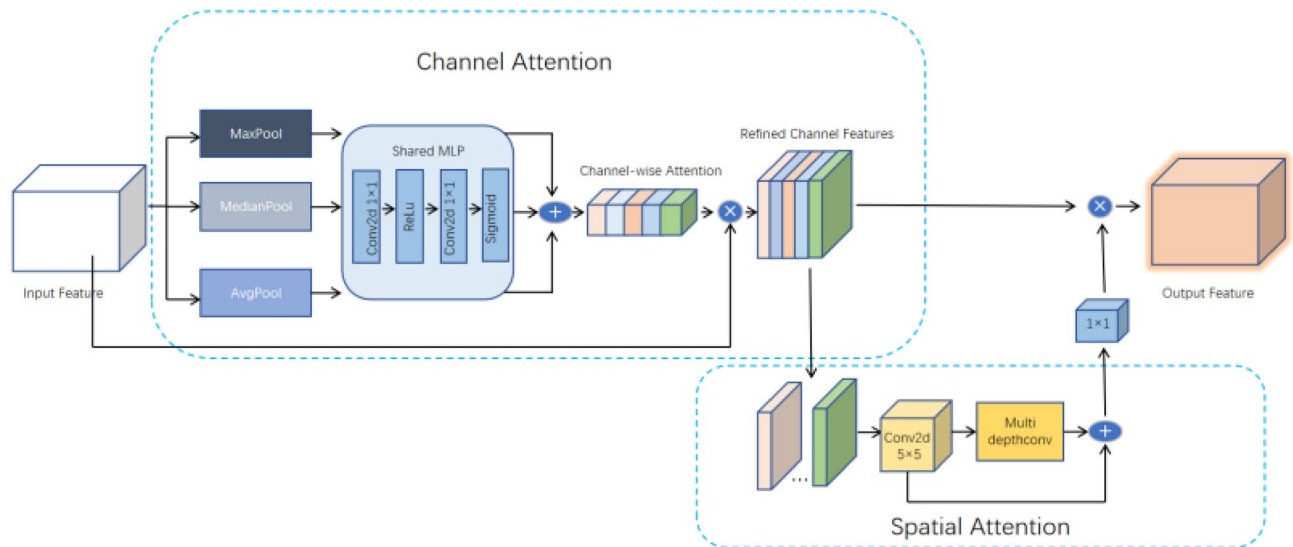 Channel Attention
MaxPool
MedianPool
AvgPool
Input Feature
Shared MLP
Conv2d 1×1
ReLu
Conv2d 1×1
Sigmoid
+
Channel-wise Attention
×
Refined Channel Features
×
Output Feature
1×1
...
Conv2d
5×5
Multi
depthconv
+
Spatial Attention